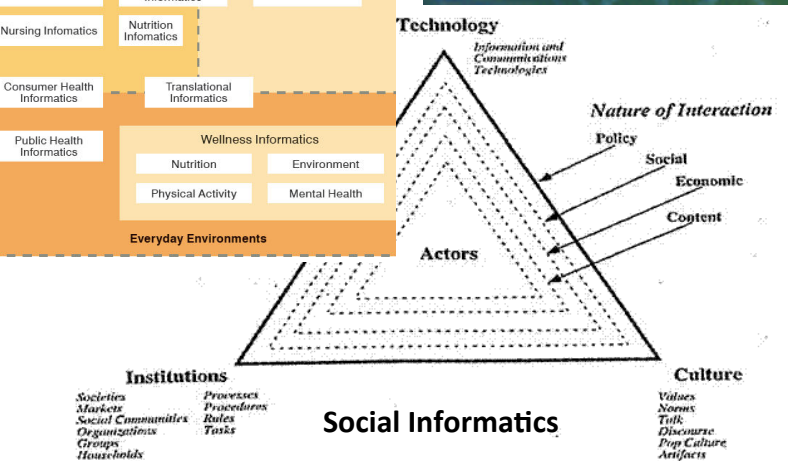 Informatics
Nursing Infomatics
Nutrition
Infomatics
Consumer Health
Informatics
Translational
Informatics
Public Health
Informatics
Wellness Informatics
Nutrition
Environment
Physical Activity
Mental Health
Everyday Environments
Technology
Information and
Communications
Technologies
Nature of Interaction
Policy
Social
Economic
Content
Actors
Institutions
Societies
Markets
Social Communities
Organizations
Groups
Households
Processes
Procedures
Rules
Tasks
Social Informatics
Culture
Values
Norms
Talk
Discourse
Pop Culture
Artifacts